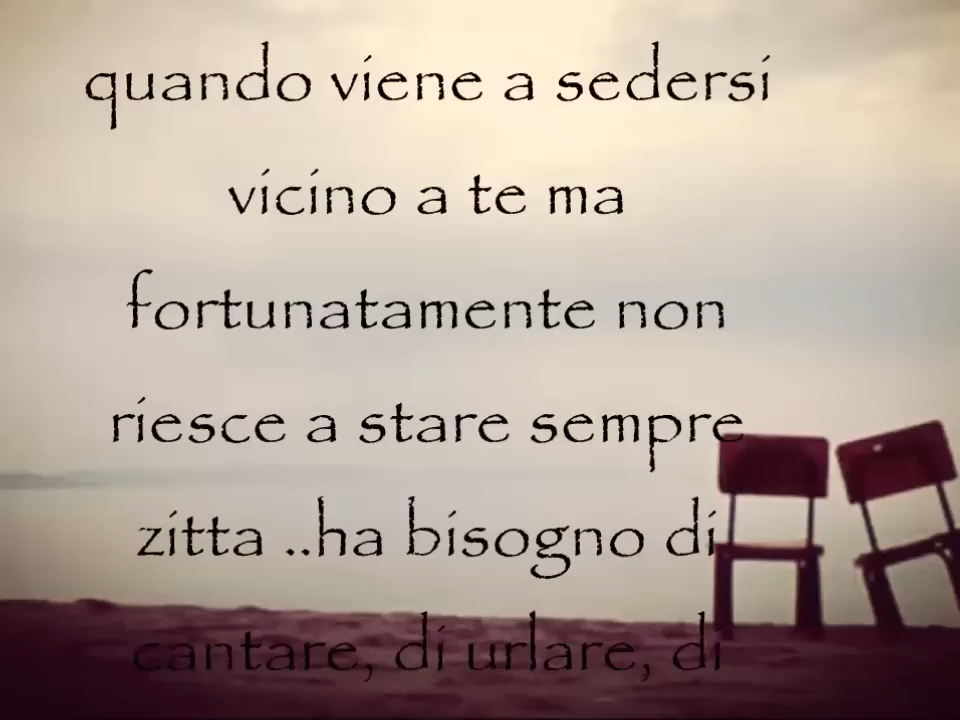 quando viene a sedersi
vicino a te ma
fortunatamente non
riesce a stare sempre
zitta ..ha bisogno di
cantare, di urlare, di